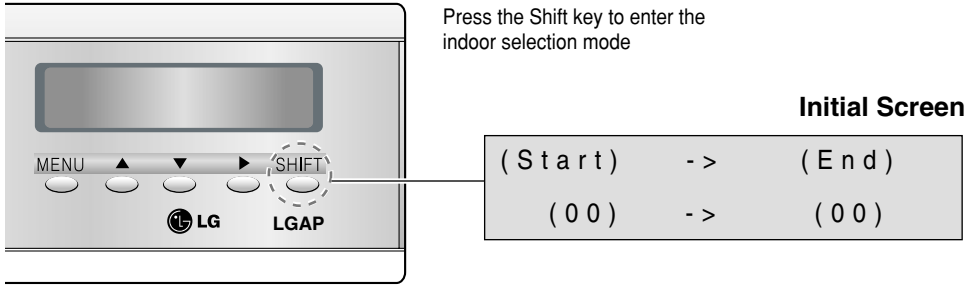 Press the Shift key to enter the
indoor selection mode
Initial Screen
(Start) -> (End)
(00) -> (00)
MENU ▲ ▼ ▶ SHIFT
LG LG LGAP